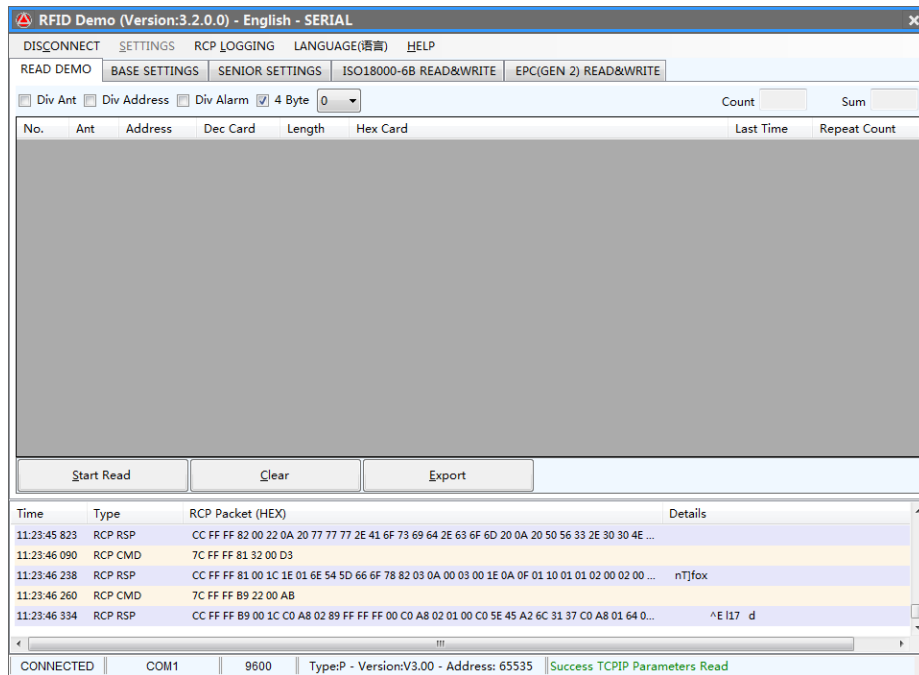 RFID Demo (Version:3.2.0.0) - English - SERIAL
DISCONNECT SETTINGS RCP LOGGING LANGUAGE(语言) HELP
READ DEMO BASE SETTINGS SENIOR SETTINGS ISO18000-6B READ&WRITE EPC(GEN 2) READ&WRITE
Div Ant Div Address Div Alarm 4 Byte 0 Count Sum
No. Ant Address Dec Card Length Hex Card Last Time Repeat Count
Start Read Clear Export
Time Type RCP Packet (HEX) Details
11:23:45 823 RCP RSP CC FF FF 82 00 22 0A 20 77 77 77 2E 41 6F 73 69 64 2E 63 6F 6D 20 0A 20 50 56 33 2E 30 30 4E ...
11:23:46 090 RCP CMD 7C FF FF 81 32 00 D3
11:23:46 238 RCP RSP CC FF FF 81 00 1C 1E 01 6E 54 5D 66 6F 78 82 03 0A 00 03 00 1E 0A 0F 01 10 01 01 02 00 02 00 ... nT]fox
11:23:46 260 RCP CMD 7C FF FF B9 22 00 AB
11:23:46 334 RCP RSP CC FF FF B9 00 1C C0 A8 02 89 FF FF FF 00 C0 A8 02 01 00 C0 5E 45 A2 6C 31 37 C0 A8 01 64 0... ^E l17 d
CONNECTED COM1 9600 Type:P - Version:V3.00 - Address: 65535 Success TCPIP Parameters Read